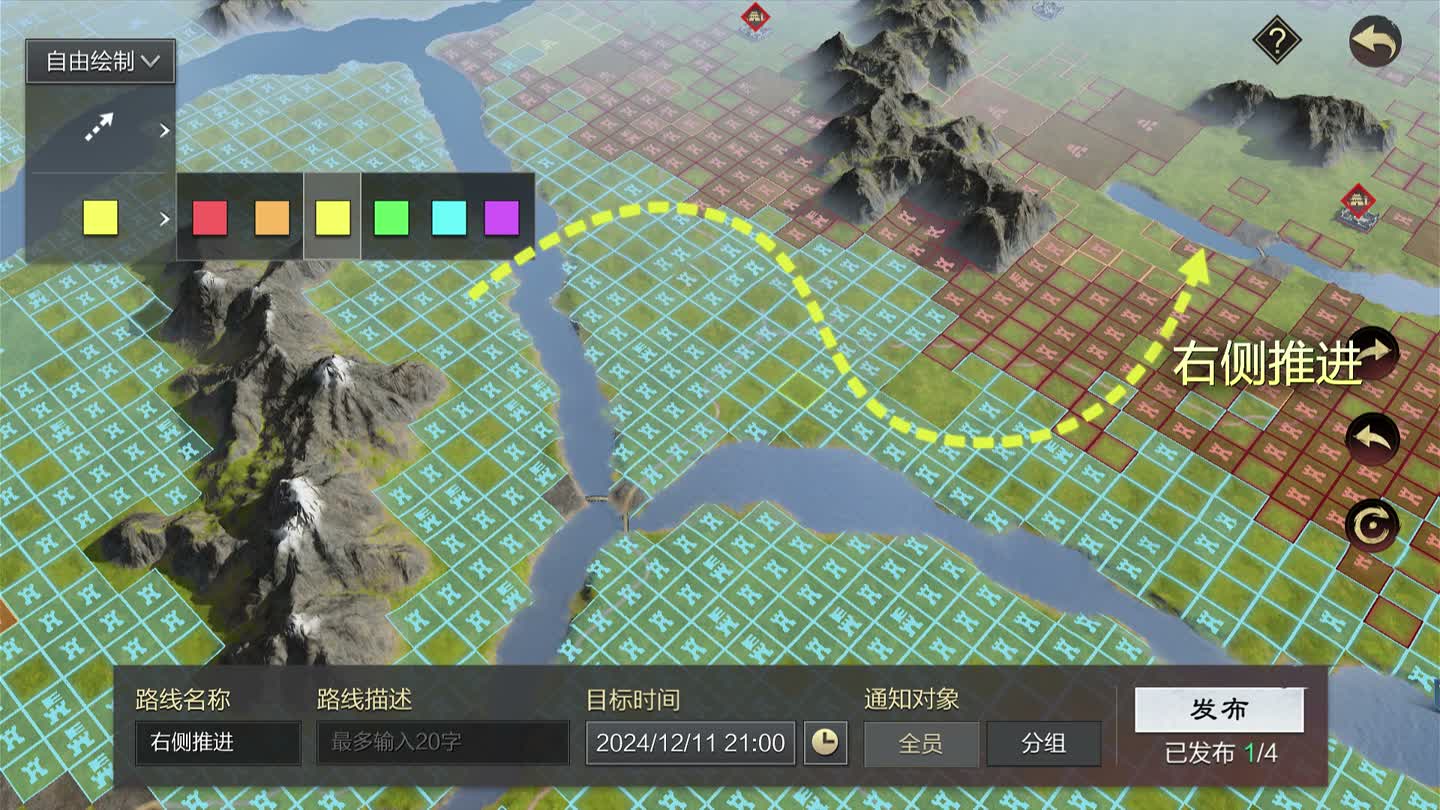 自由绘制
?
右侧推进
路线名称
路线描述
目标时间
通知对象
右侧推进
最多输入20字
2024/12/11 21:00
全员
分组
发布
已发布 1/4